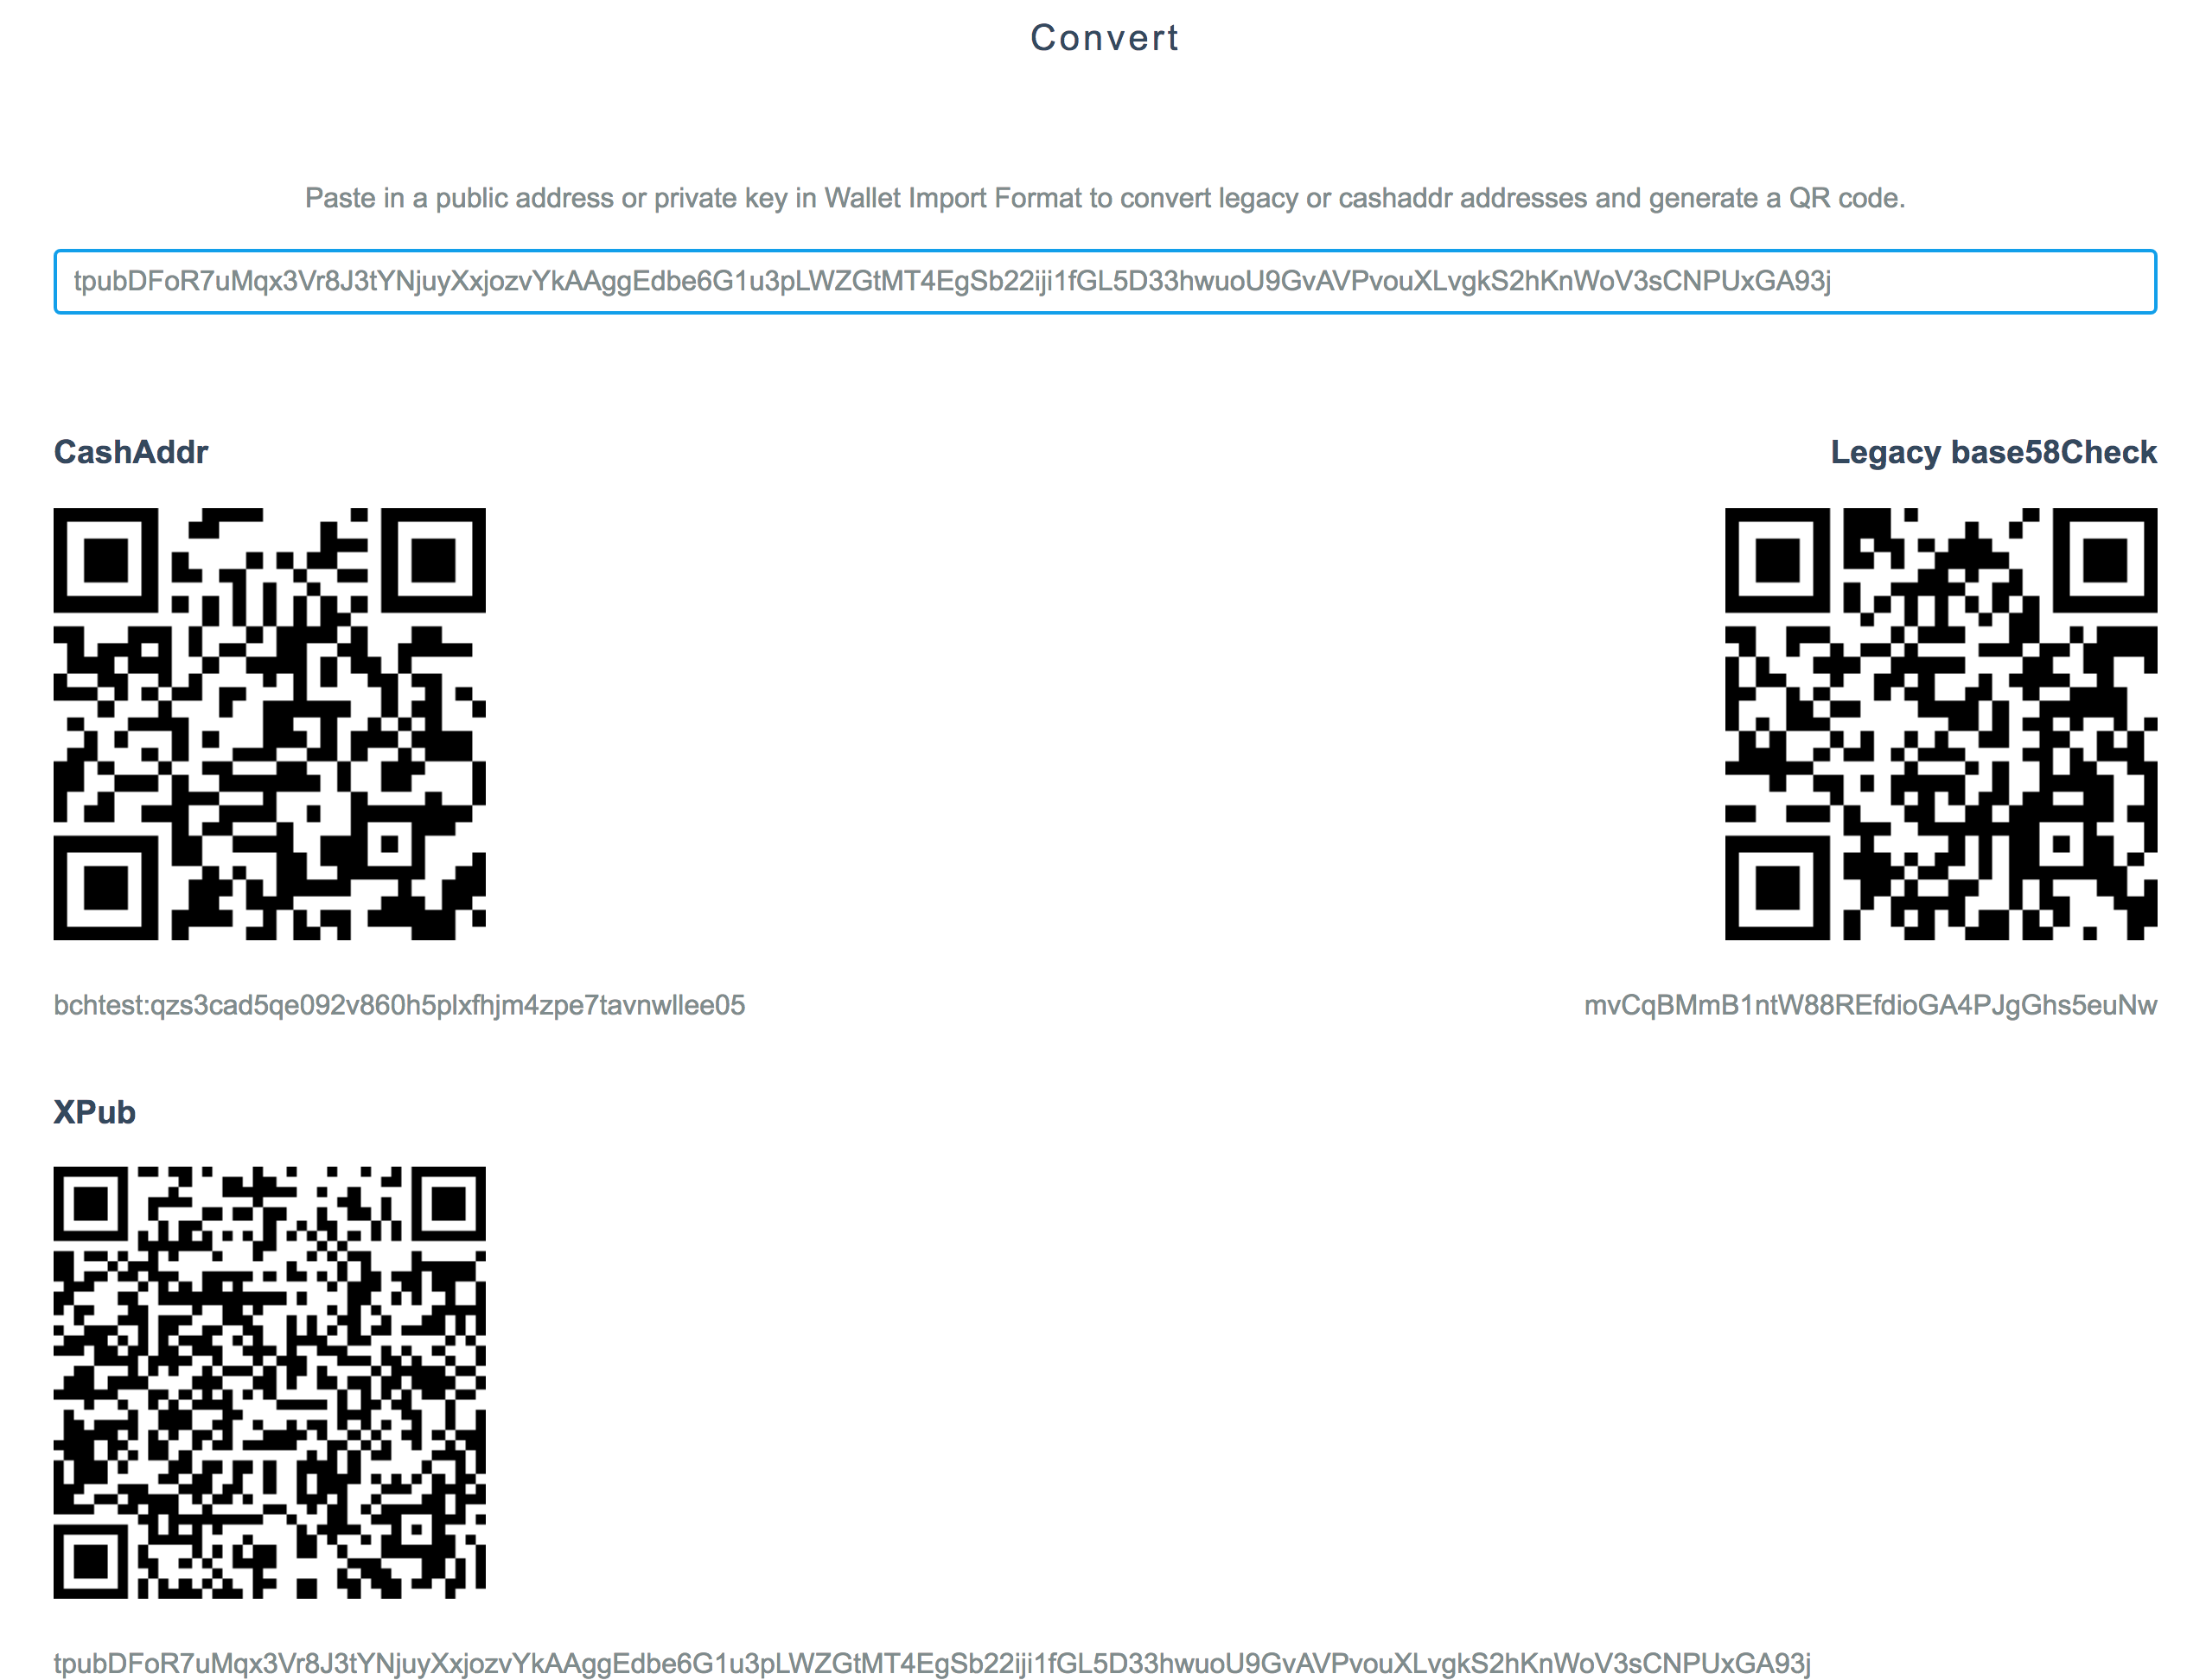 Convert
Paste in a public address or private key in Wallet Import Format to convert legacy or cashaddr addresses and generate a QR code.
tpubDFoR7uMqx3Vr8J3tYNjuyXxjozvYkAAggEdbe6G1u3pLWZGtMT4EgSb22iji1fGL5D33hwuoU9GvAVPvouXLvgkS2hKnWoV3sCNPUxGA93j
CashAddr
Legacy base58Check
bchtest:qzs3cad5qe092v860h5plxfhjm4zpe7tavnwllee05
mvCqBMmB1ntW88REfdioGA4PJgGhs5euNw
XPub
tpubDFoR7uMqx3Vr8J3tYNjuyXxjozvYkAAggEdbe6G1u3pLWZGtMT4EgSb22iji1fGL5D33hwuoU9GvAVPvouXLvgkS2hKnWoV3sCNPUxGA93j